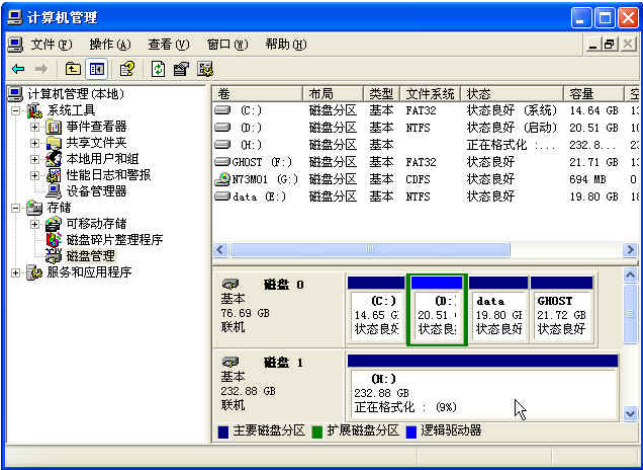 计算机管理
文件(F) 操作(A) 查看(V) 窗口(W) 帮助(H)
计算机管理(本地)
系统工具
事件查看器
共享文件夹
本地用户和组
性能日志和警报
设备管理器
存储
可移动存储
磁盘碎片整理程序
磁盘管理
服务和应用程序
卷 布局 类型 文件系统 状态 容量
(C:) 磁盘分区 基本 FAT32 状态良好 (系统) 14.64 GB
(D:) 磁盘分区 基本 NTFS 状态良好 (启动) 20.51 GB
(H:) 磁盘分区 基本 正在格式化 : ... 232.8...
GHOST (F:) 磁盘分区 基本 FAT32 状态良好 21.71 GB
NT3M01 (G:) 磁盘分区 基本 CDFS 状态良好 694 MB 0
data (E:) 磁盘分区 基本 NTFS 状态良好 19.80 GB
磁盘 0
基本
76.69 GB
联机
(C:)
14.65 G
状态良
(D:
20.51
状态良
data
19.80 GI
状态良好
GHOST
21.72 GB
状态良好
磁盘 1
基本
232.88 GB
联机
(H:)
232.88 GB
正在格式化 : (9%)
主要磁盘分区 扩展磁盘分区 逻辑驱动器